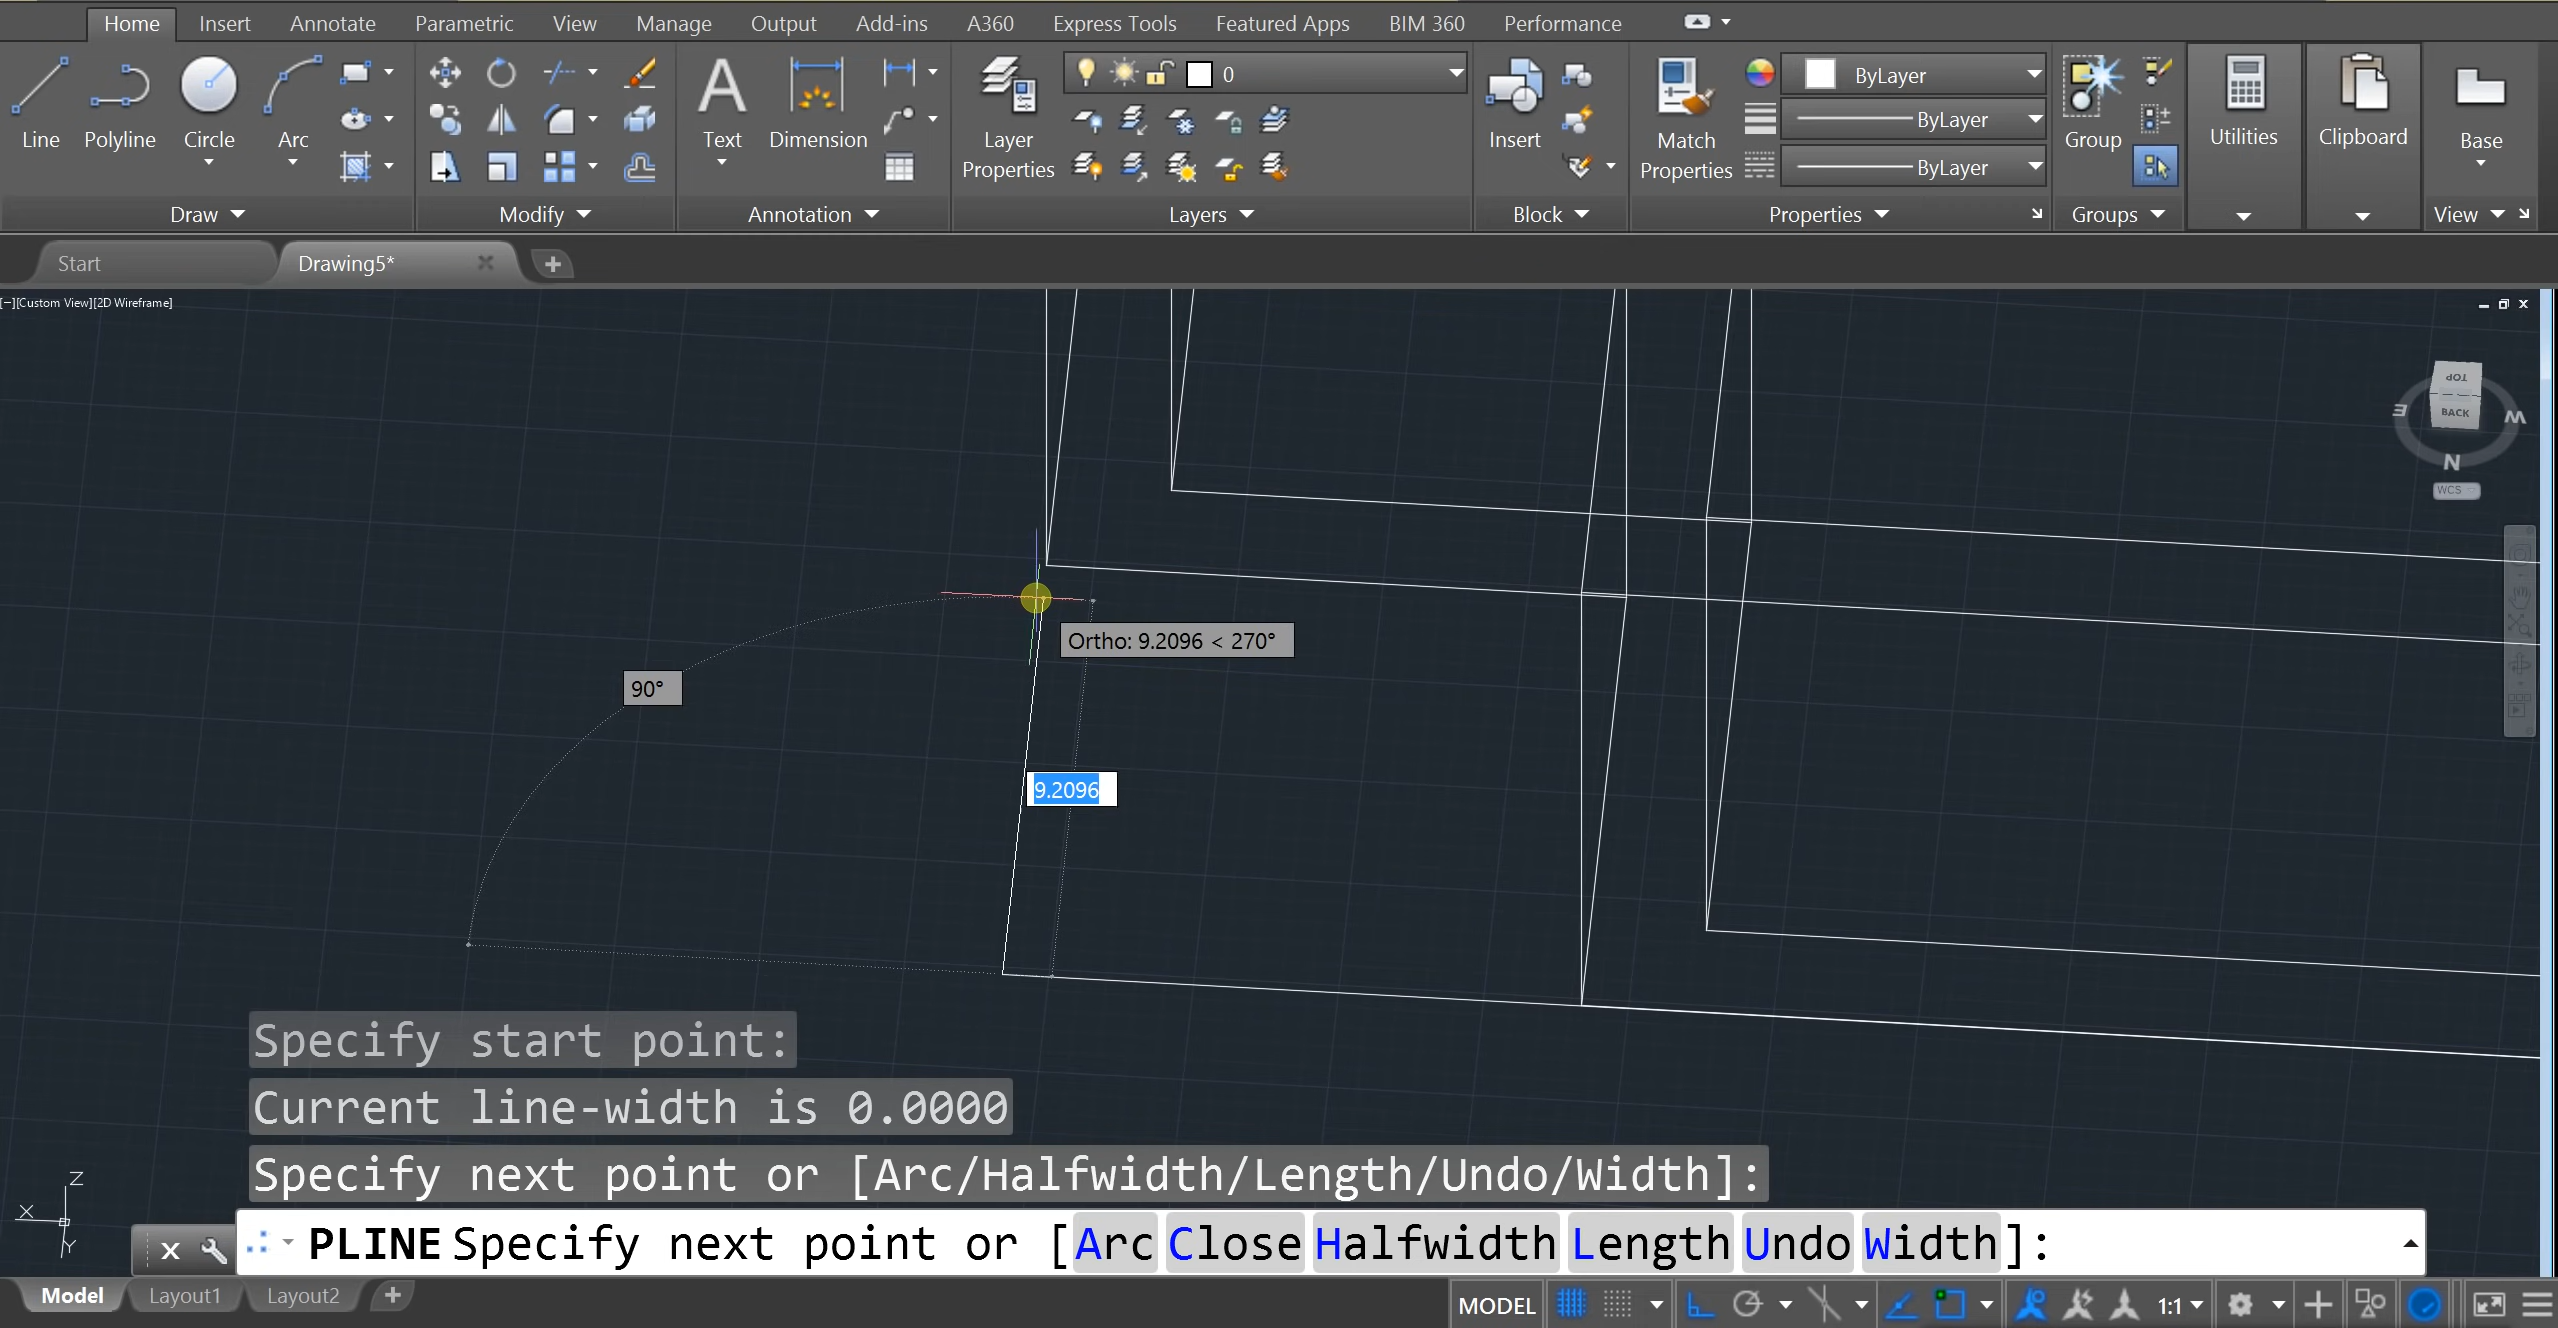 Home Insert Annotate Parametric View Manage Output Add-ins A360 Express Tools Featured Apps BIM 360 Performance
Line Polyline Circle Arc
Text Dimension
Layer Properties
0
Insert
Match Properties
ByLayer
ByLayer
ByLayer
Group
Utilities
Clipboard
Base
Draw Modify Annotation Layers Block Properties Groups View
Start Drawing5*
[−][Custom View][2D Wireframe]
TOP
BACK
E W
N
WCS
Ortho: 9.2096 < 270°
90°
9.2096
Specify start point:
Current line-width is 0.0000
Specify next point or [Arc/Halfwidth/Length/Undo/Width]:
Z
X
Y
PLINE Specify next point or [Arc Close Halfwidth Length Undo Width]:
Model Layout1 Layout2 +
MODEL 1:1